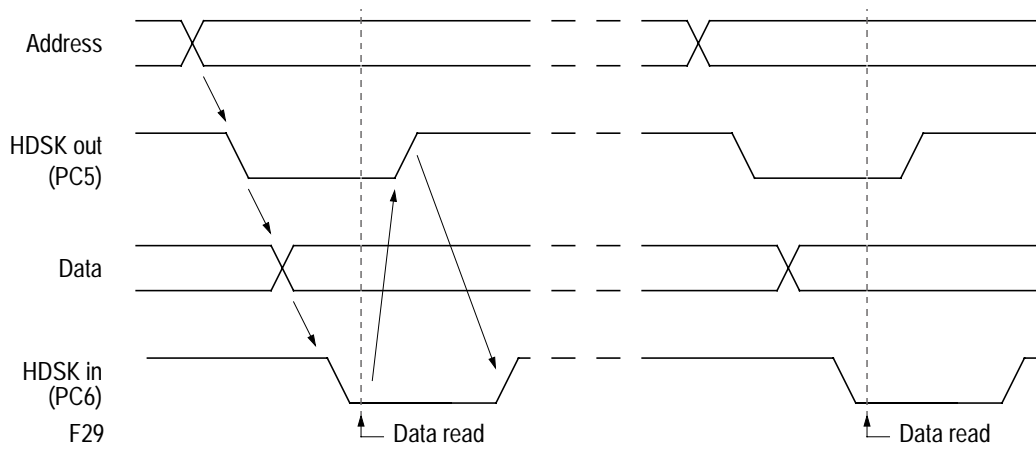 Address
HDSK out
(PC5)
Data
HDSK in
(PC6)
F29
Data read
Data read